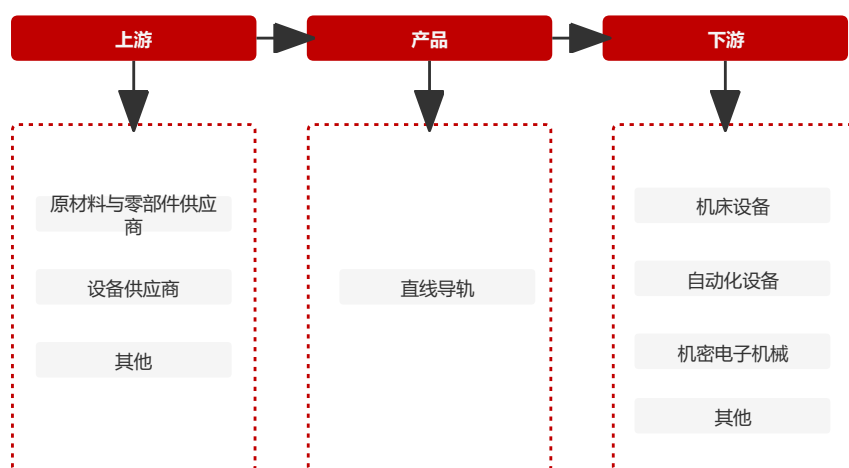 上游
产品
下游
原材料与零部件供应
商
设备供应商
其他
直线导轨
机床设备
自动化设备
机密电子机械
其他